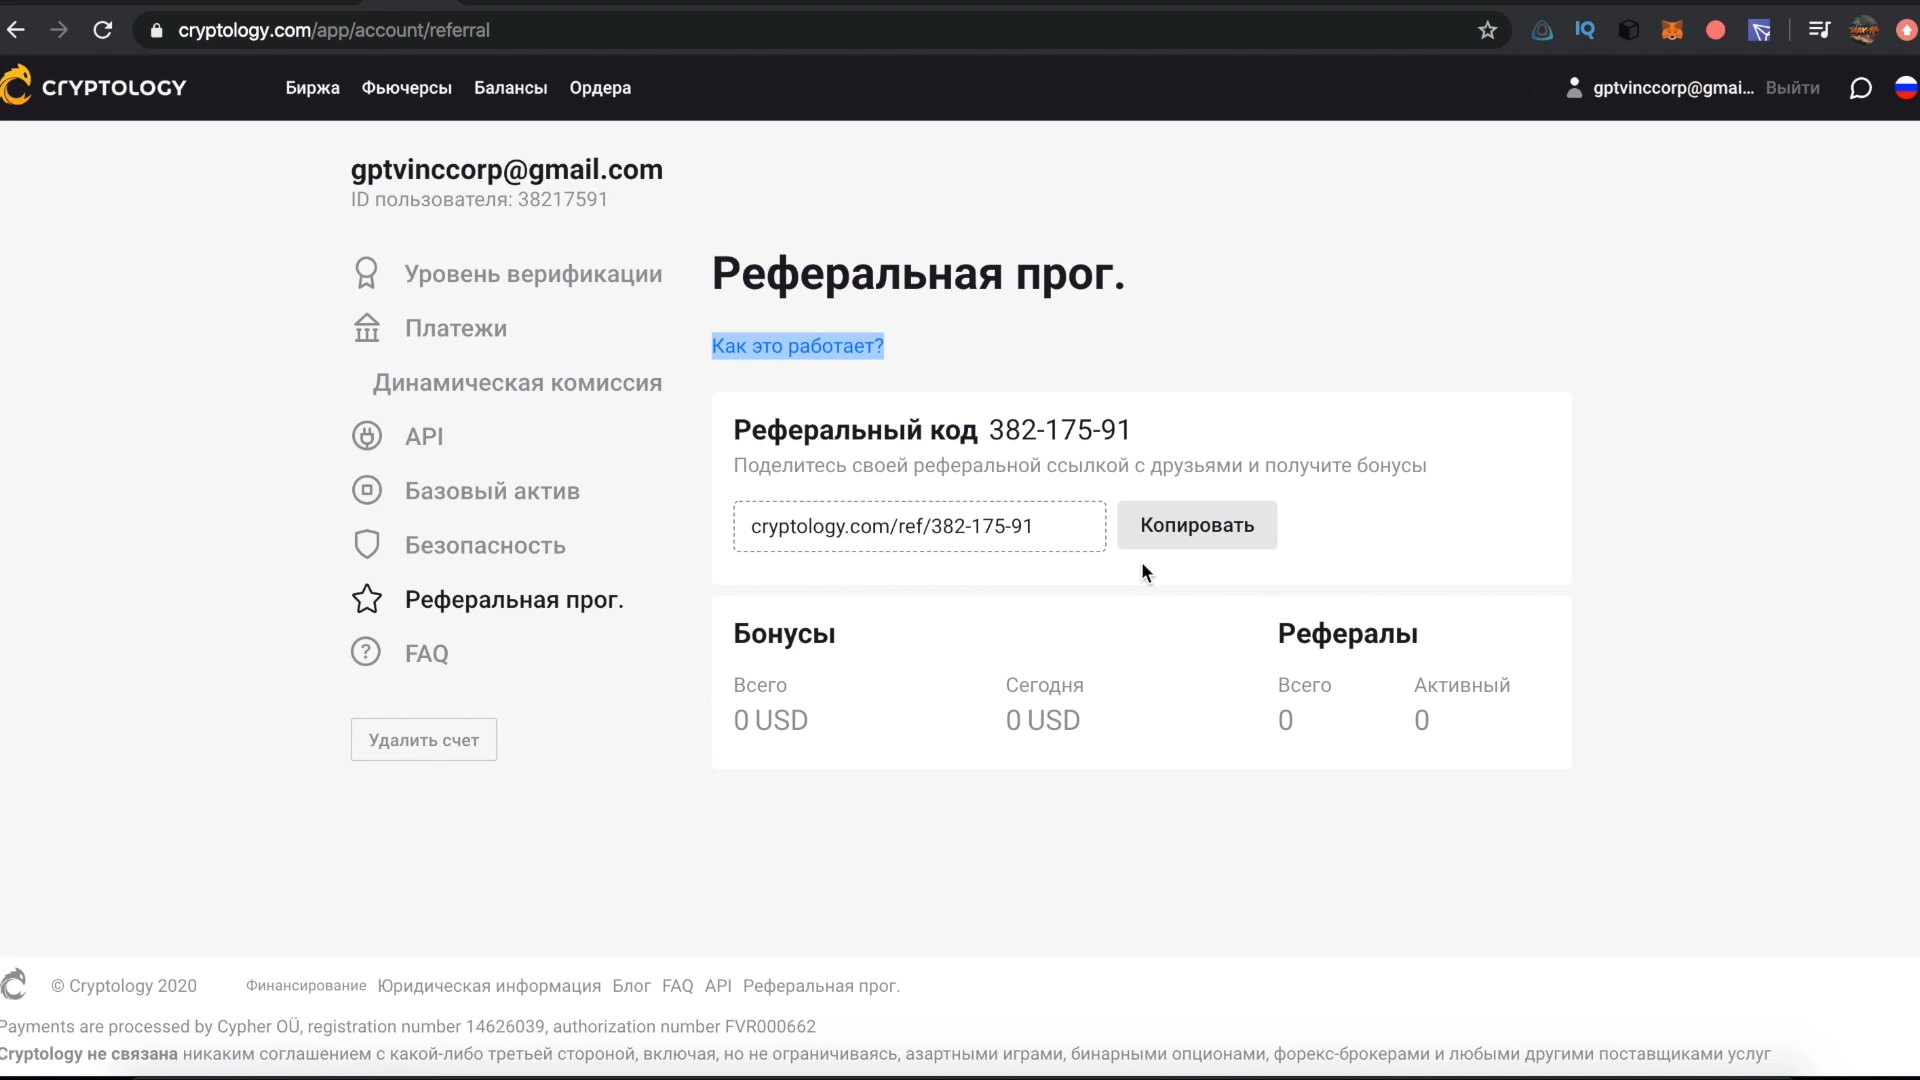 cryptology.com/app/account/referral
IQ
CRYPTOLOGY
Биржа Фьючерсы Балансы Ордера
gptvinccorp@gmai... Выйти
gptvinccorp@gmail.com
ID пользователя: 38217591
Уровень верификации
Платежи
Динамическая комиссия
API
Базовый актив
Безопасность
Реферальная прог.
FAQ
Удалить счет
Реферальная прог.
Как это работает?
Реферальный код 382-175-91
Поделитесь своей реферальной ссылкой с друзьями и получите бонусы
cryptology.com/ref/382-175-91 Копировать
Бонусы Рефералы
Всего Сегодня Всего Активный
0 USD 0 USD 0 0
© Cryptology 2020 Финансирование Юридическая информация Блог FAQ API Реферальная прог.
Payments are processed by Cypher OÜ, registration number 14626039, authorization number FVR000662
Cryptology не связана никаким соглашением с какой-либо третьей стороной, включая, но не ограничиваясь, азартными играми, бинарными опционами, форекс-брокерами и любыми другими поставщиками услуг